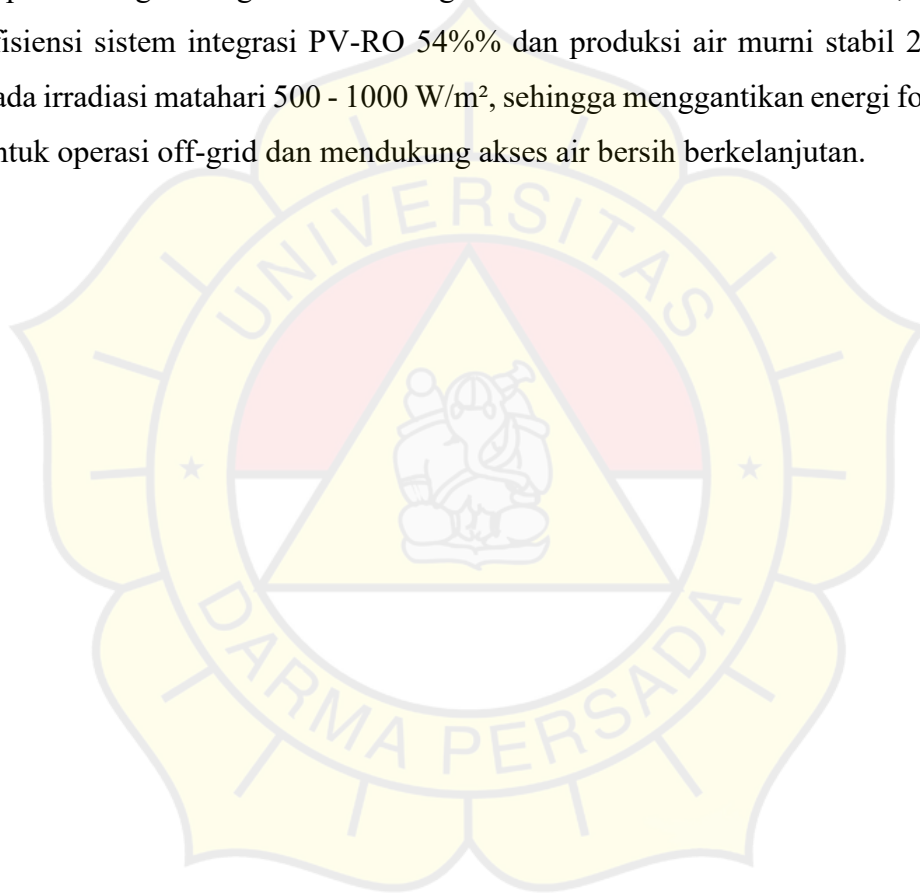 fisiensi sistem integrasi PV-RO 54%% dan produksi air murni stabil 2
ada irradiasi matahari 500 - 1000 W/m², sehingga menggantikan energi fo
ntuk operasi off-grid dan mendukung akses air bersih berkelanjutan.
UNIVERSITAS
DARMA PERSADA